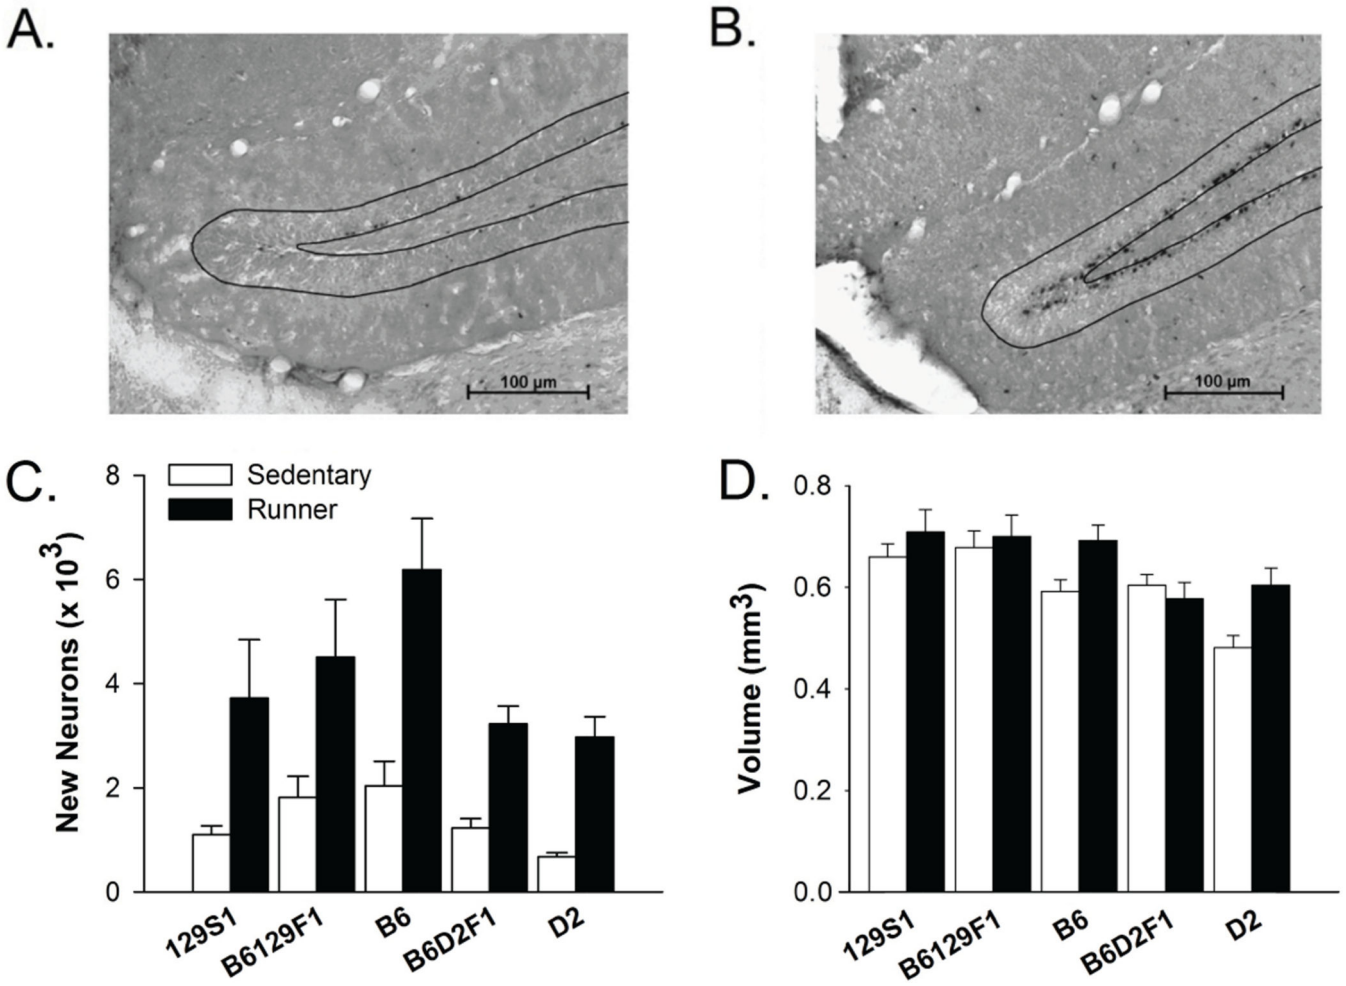 A.
B.
100 µm
100 µm
C.
Sedentary
Runner
New Neurons (x 10³)
8
6
4
2
0
129S1
B6129F1
B6
B6D2F1
D2
D.
Volume (mm³)
0.8
0.6
0.4
0.2
0.0
129S1
B6129F1
B6
B6D2F1
D2